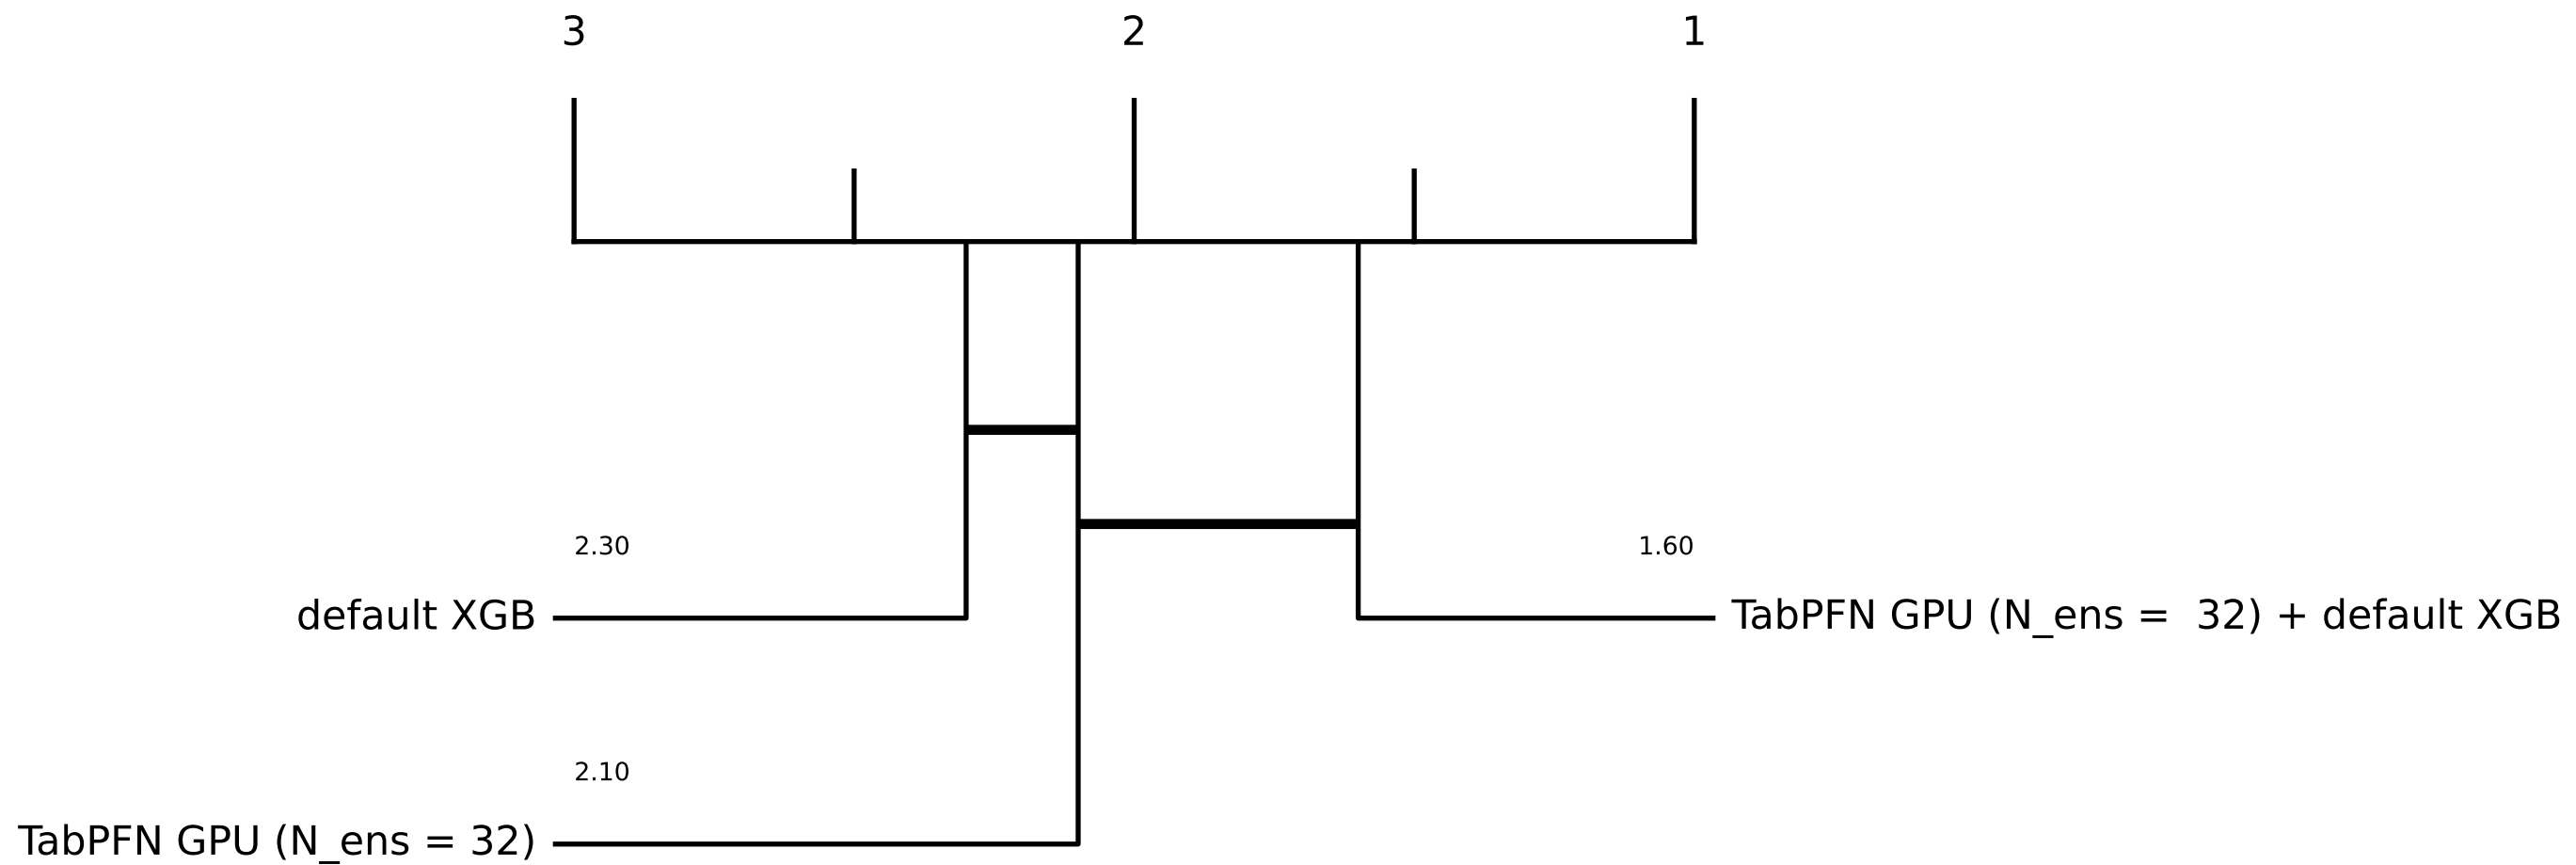 3 2 1
2.30 1.60
default XGB TabPFN GPU (N_ens =  32) + default XGB
2.10
TabPFN GPU (N_ens = 32)